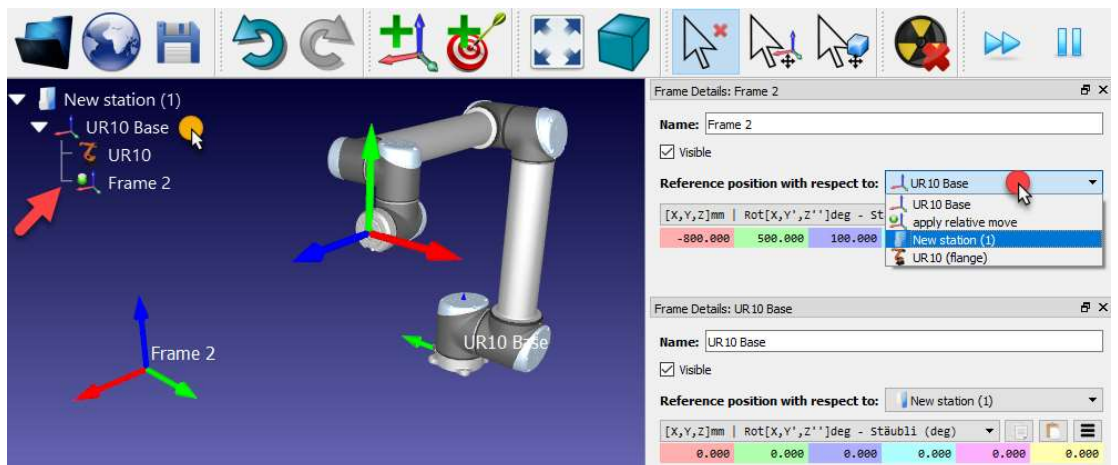 New station (1)
UR10 Base
UR10
Frame 2
Frame 2
UR10 Base
Frame Details: Frame 2
Name: Frame 2
Visible
Reference position with respect to: UR10 Base
UR10 Base
apply relative move
New station (1)
UR10 (flange)
[X,Y,Z]mm | Rot[X,Y',Z'']deg - St
-800.000 500.000 100.000
Frame Details: UR10 Base
Name: UR10 Base
Visible
Reference position with respect to: New station (1)
[X,Y,Z]mm | Rot[X,Y',Z'']deg - Stäubli (deg)
0.000 0.000 0.000 0.000 0.000 0.000